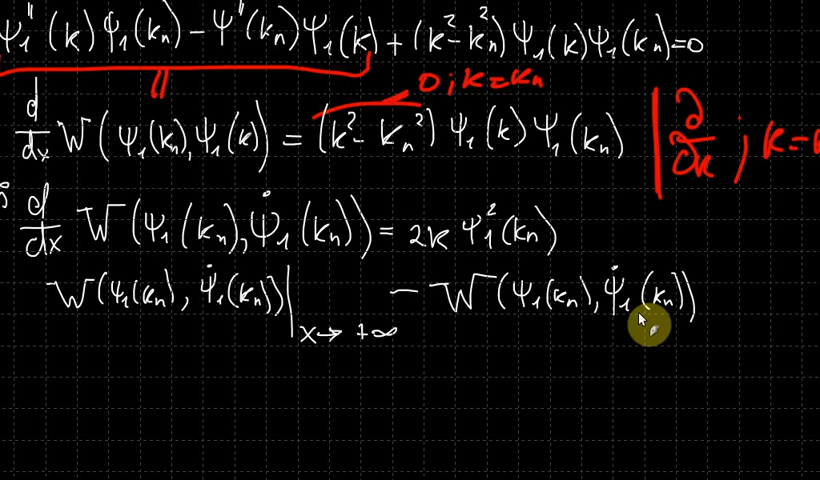 ψ₁''(k) ψ₁(kₙ) − ψ''(kₙ) ψ₁(k) + (k² − kₙ²) ψ₁(k) ψ₁(kₙ) = 0
0; k = kₙ
d/dx W(ψ₁(kₙ), ψ₁(k)) = (k² − kₙ²) ψ₁(k) ψ₁(kₙ) | ∂/∂k ; k =
d/dx W(ψ₁(kₙ), ψ̇₁(kₙ)) = 2k ψ₁²(kₙ)
W(ψ₁(kₙ), ψ̇₁(kₙ)) |ₓ→₊∞ − W(ψ₁(kₙ), ψ̇₁(kₙ))